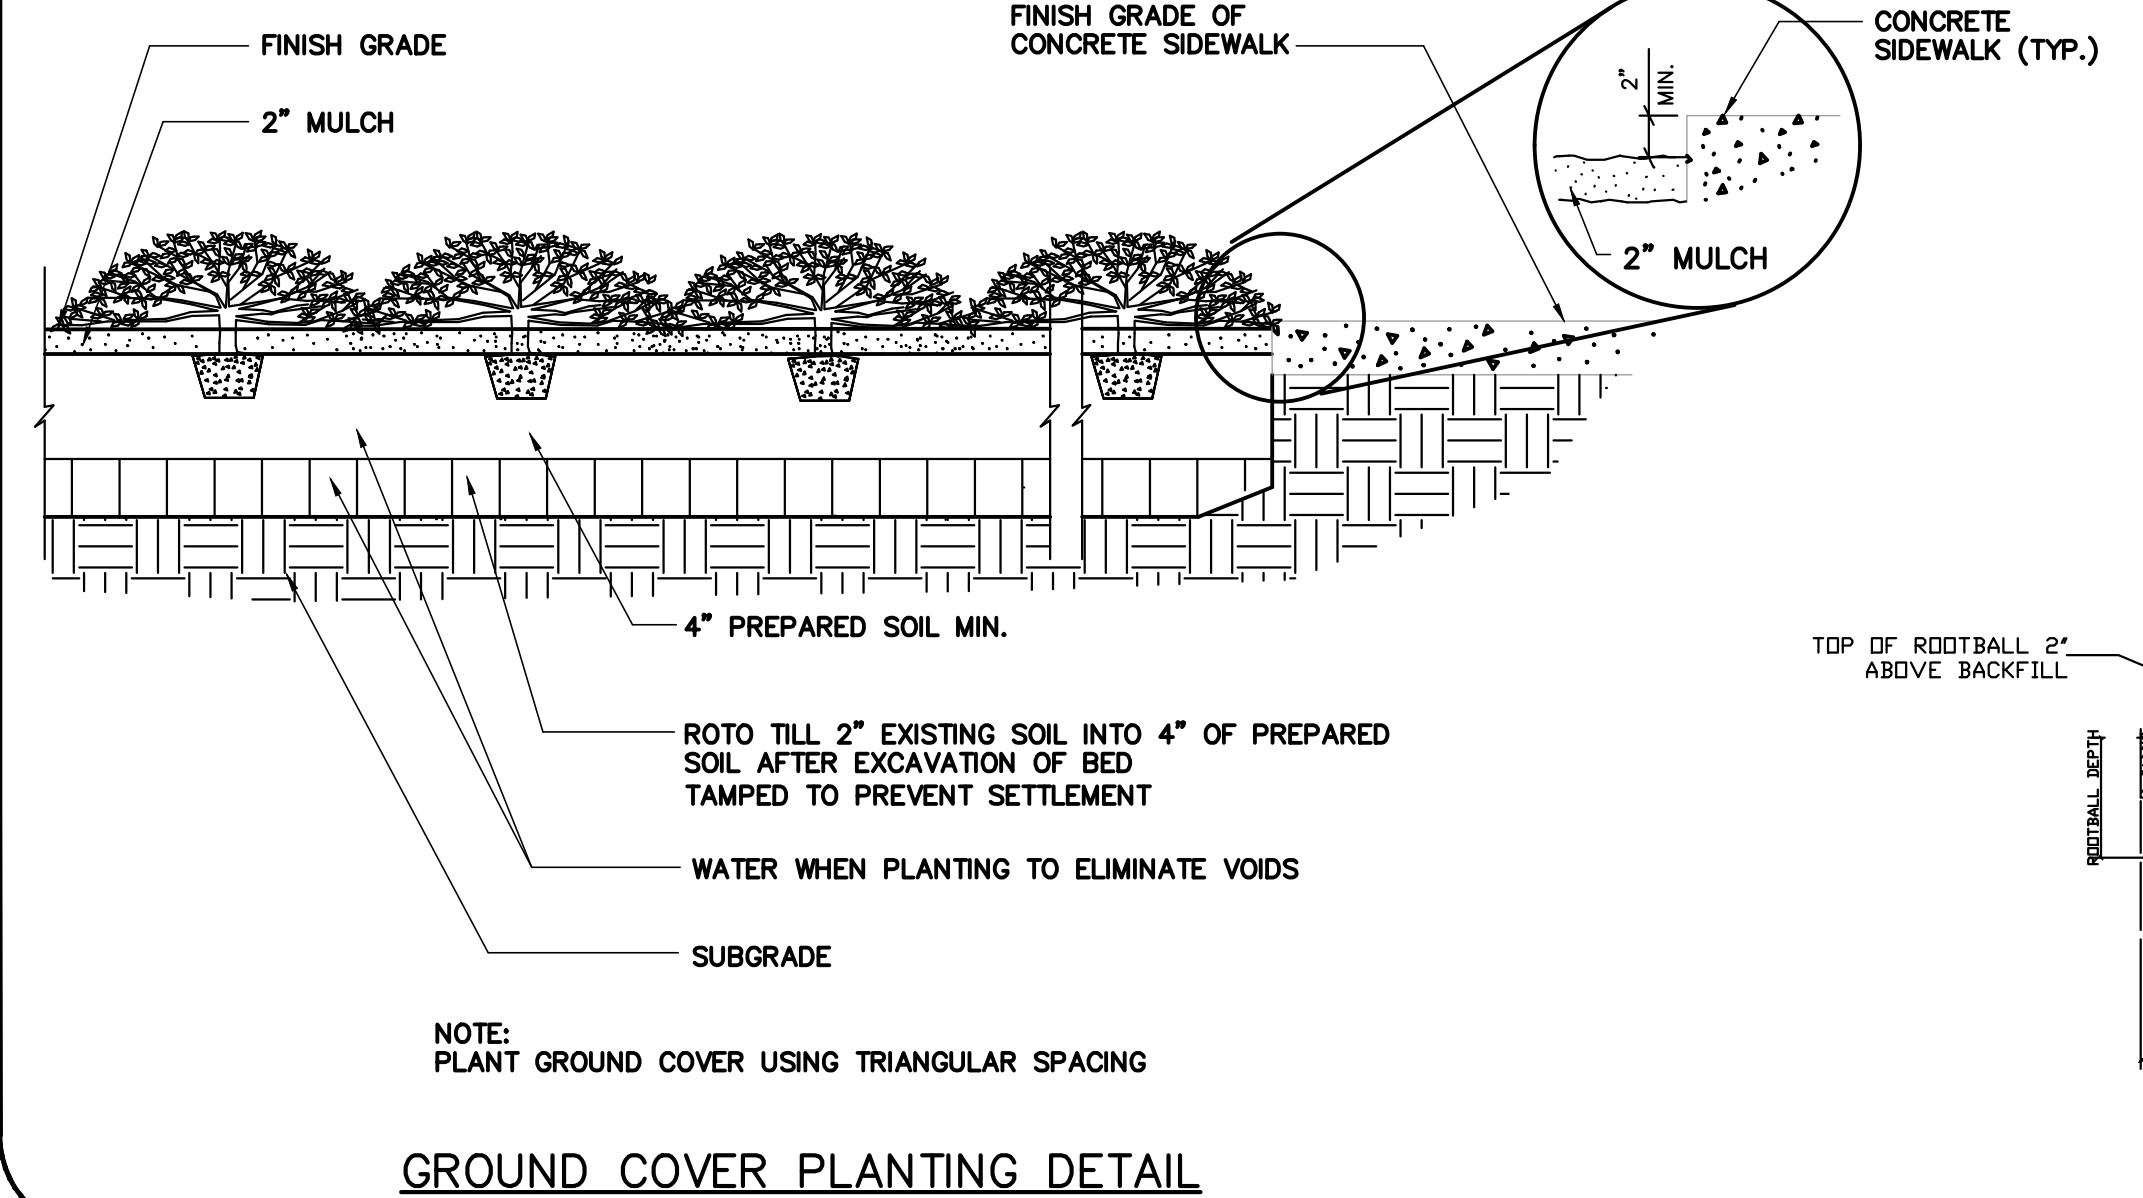 FINISH GRADE
2” MULCH
FINISH GRADE OF
CONCRETE SIDEWALK
CONCRETE
SIDEWALK (TYP.)
2”
MIN.
2” MULCH
4” PREPARED SOIL MIN.
ROTO TILL 2” EXISTING SOIL INTO 4” OF PREPARED
SOIL AFTER EXCAVATION OF BED
TAMPED TO PREVENT SETTLEMENT
WATER WHEN PLANTING TO ELIMINATE VOIDS
SUBGRADE
NOTE:
PLANT GROUND COVER USING TRIANGULAR SPACING
GROUND COVER PLANTING DETAIL
TOP OF ROOTBALL 2"
ABOVE BACKFILL
ROOTBALL DEPTH